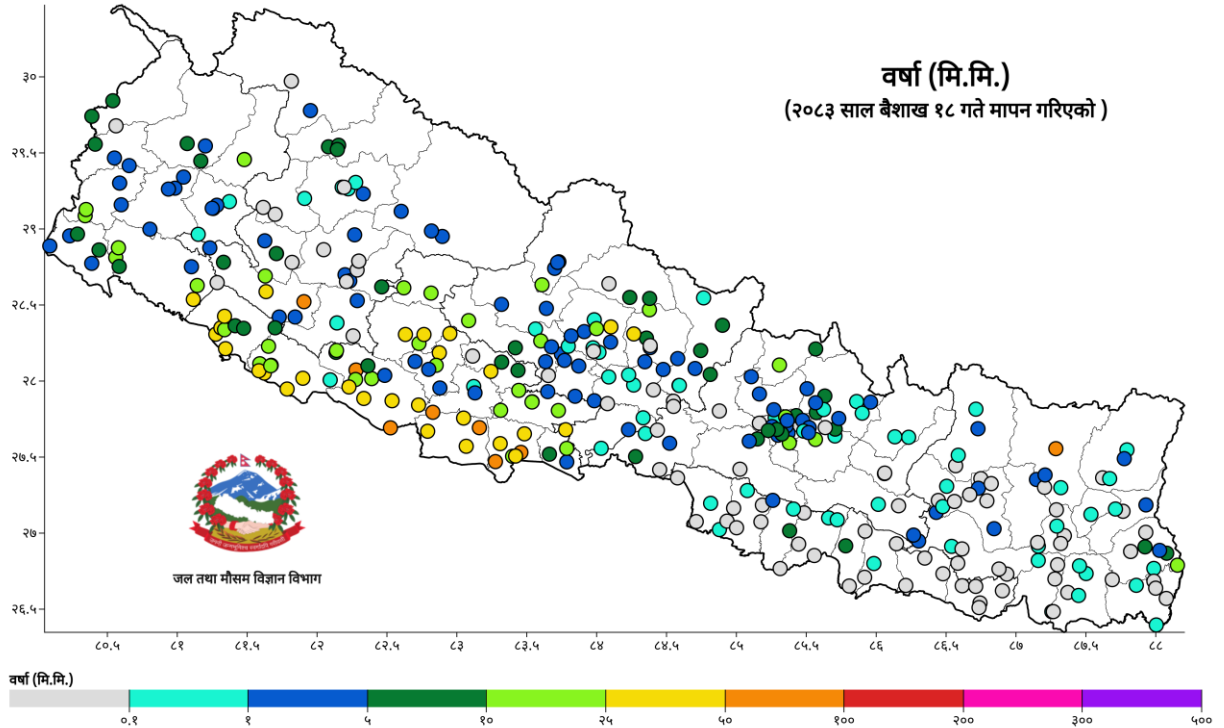 वर्षा (मि.मि.)
(२०८३ साल बैशाख १८ गते मापन गरिएको )
३०
२९.५
२९
२८.५
२८
२७.५
२७
२६.५
जल तथा मौसम विज्ञान विभाग
८०.५ ८१ ८१.५ ८२ ८२.५ ८३ ८३.५ ८४ ८४.५ ८५ ८५.५ ८६ ८६.५ ८७ ८७.५ ८८
वर्षा (मि.मि.)
०.१ १ ५ १० २५ ५० १०० २०० ३०० ५००